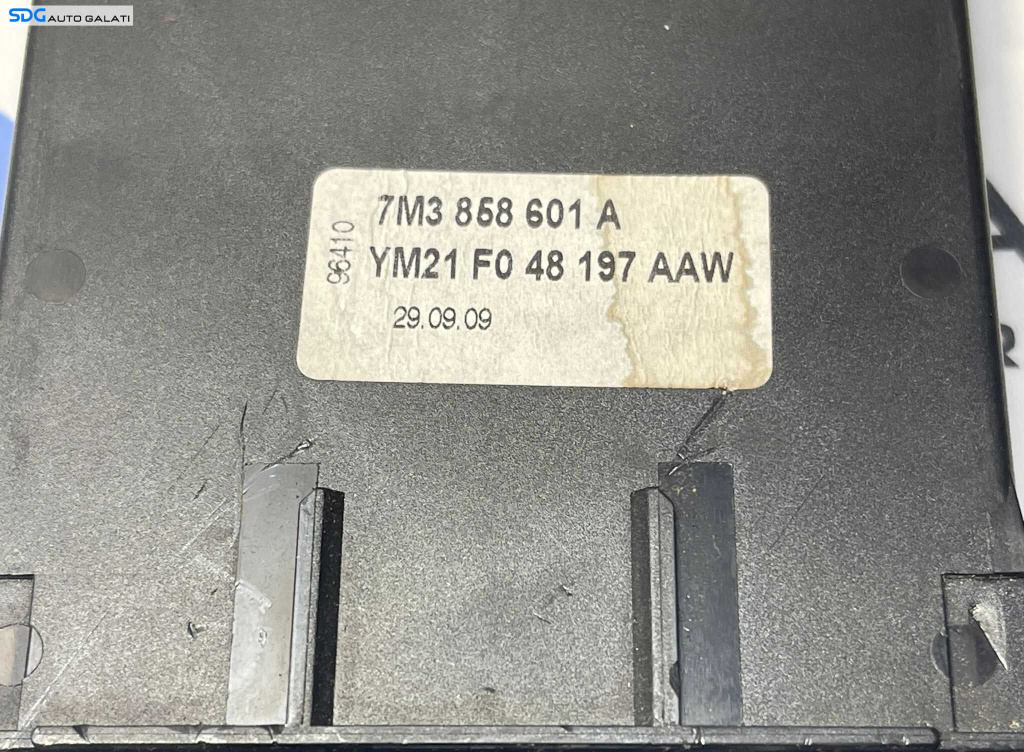 SDG AUTO GALATI
7M3 858 601 A
YM21 F0 48 197 AAW
96410
29.09.09
R